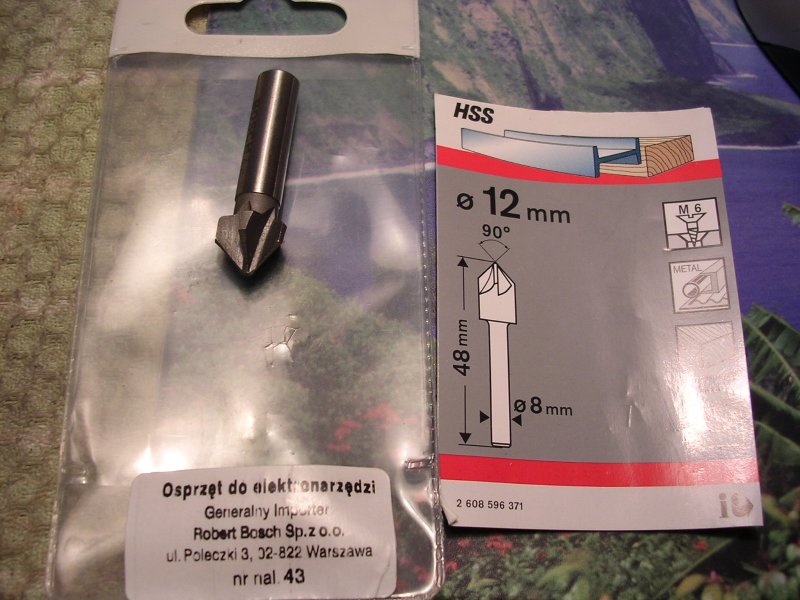 Osprzęt do elektronarzędzi
Generalny Importer
Robert Bosch Sp.z o.o.
ul. Poleczki 3, 02-822 Warszawa
nr nal. 43
HSS
ø 12 mm
90°
48 mm
ø 8 mm
M 6
METAL
2 608 596 371